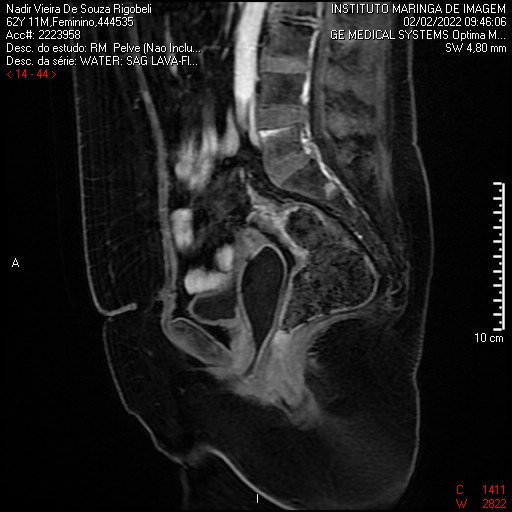 Nadir Vieira De Souza Rigobeli
62Y 11M,Feminino,444535
Acc#: 2223958
Desc. do estudo: RM Pelve (Nao Inclu...
Desc. da série: WATER: SAG LAVA-Fl...
< 14 - 44 >
INSTITUTO MARINGA DE IMAGEM
02/02/2022 09:46:06
GE MEDICAL SYSTEMS Optima M...
SW 4,80 mm
A
10 cm
I
C 1411
W 2822